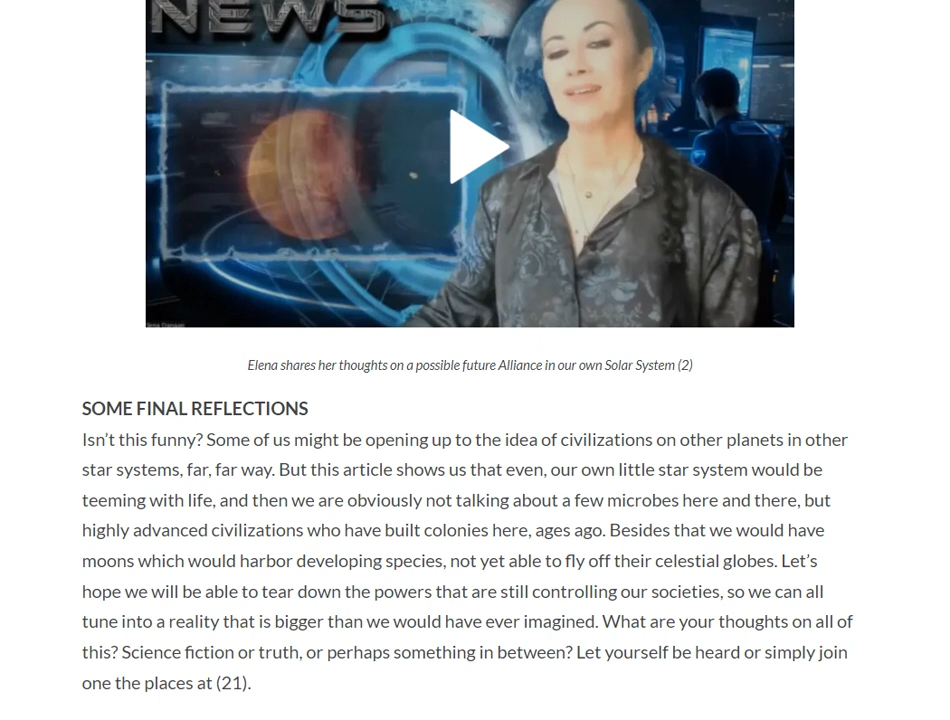 NEWS
Elena Danaan
Elena shares her thoughts on a possible future Alliance in our own Solar System (2)
SOME FINAL REFLECTIONS
Isn’t this funny? Some of us might be opening up to the idea of civilizations on other planets in other
star systems, far, far way. But this article shows us that even, our own little star system would be
teeming with life, and then we are obviously not talking about a few microbes here and there, but
highly advanced civilizations who have built colonies here, ages ago. Besides that we would have
moons which would harbor developing species, not yet able to fly off their celestial globes. Let’s
hope we will be able to tear down the powers that are still controlling our societies, so we can all
tune into a reality that is bigger than we would have ever imagined. What are your thoughts on all of
this? Science fiction or truth, or perhaps something in between? Let yourself be heard or simply join
one the places at (21).